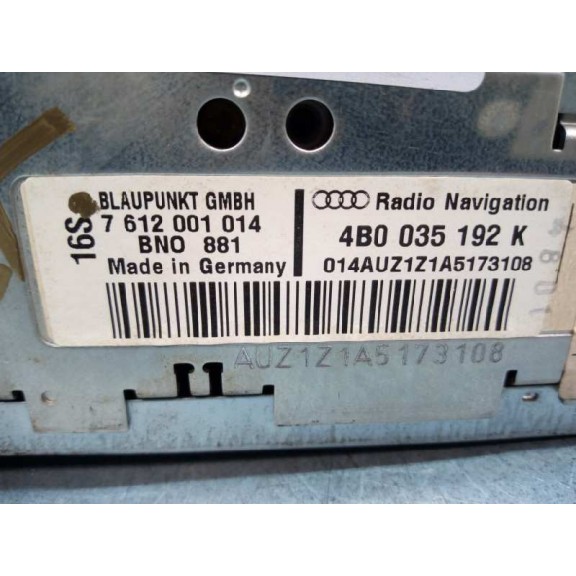 16S
BLAUPUNKT GMBH
7 612 001 014
BNO 881
Made in Germany
Radio Navigation
4B0 035 192 K
014AUZ1Z1A5173108
AUZ1Z1A5173108